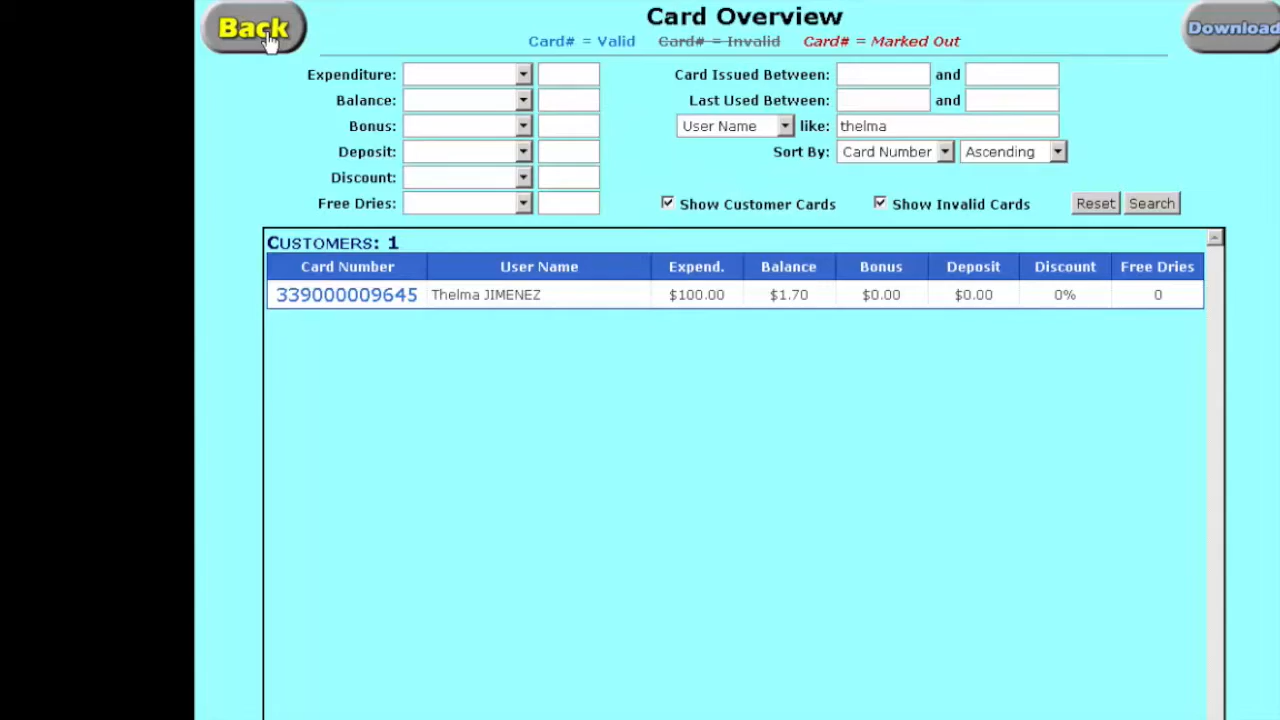 Back
Card Overview
Download
Card# = Valid Card# = Invalid Card# = Marked Out
Expenditure: Card Issued Between: and
Balance: Last Used Between: and
Bonus: User Name like: thelma
Deposit: Sort By: Card Number Ascending
Discount:
Free Dries: Show Customer Cards Show Invalid Cards Reset Search
CUSTOMERS: 1
Card Number User Name Expend. Balance Bonus Deposit Discount Free Dries
339000009645 Thelma JIMENEZ $100.00 $1.70 $0.00 $0.00 0% 0